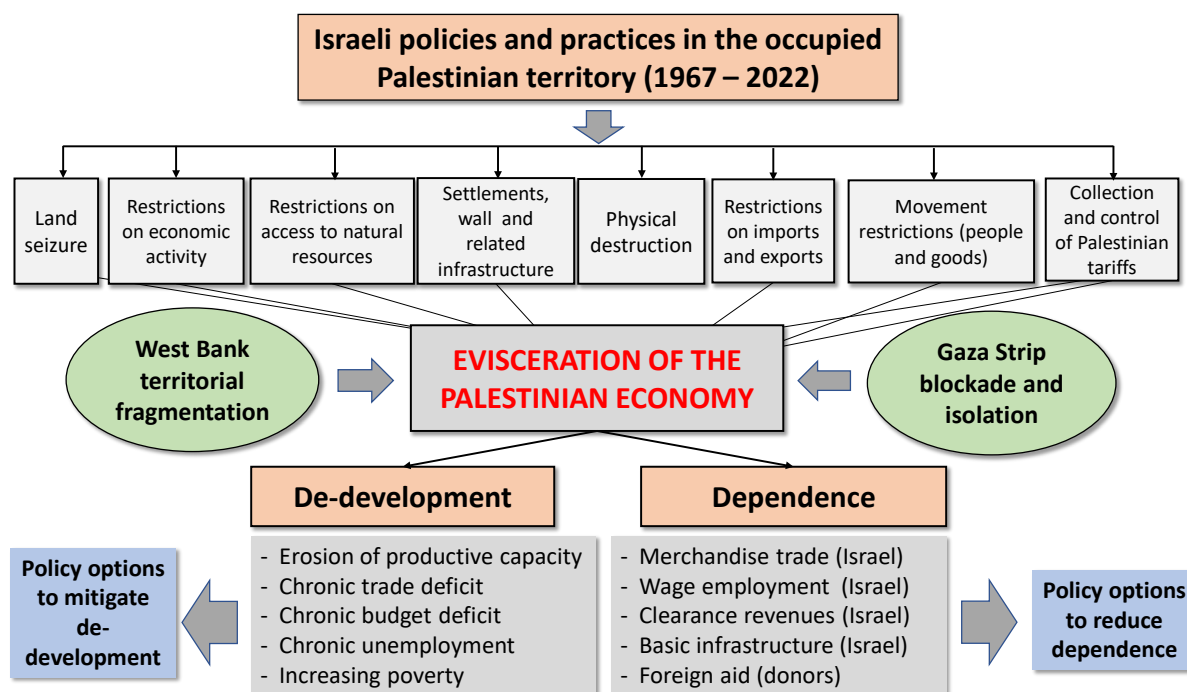 Israeli policies and practices in the occupied
Palestinian territory (1967 – 2022)
Land
seizure
Restrictions
on economic
activity
Restrictions on
access to natural
resources
Settlements,
wall and
related
infrastructure
Physical
destruction
Restrictions
on imports
and exports
Movement
restrictions (people
and goods)
Collection
and control
of Palestinian
tariffs
West Bank
territorial
fragmentation
EVISCERATION OF THE
PALESTINIAN ECONOMY
Gaza Strip
blockade and
isolation
De-development
Dependence
- Erosion of productive capacity
- Chronic trade deficit
- Chronic budget deficit
- Chronic unemployment
- Increasing poverty
- Merchandise trade (Israel)
- Wage employment (Israel)
- Clearance revenues (Israel)
- Basic infrastructure (Israel)
- Foreign aid (donors)
Policy options
to mitigate
de-
development
Policy options
to reduce
dependence